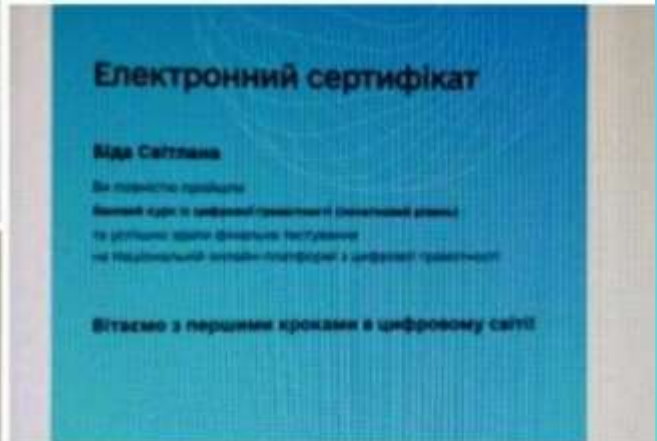 Електронний сертифікат
Біда Світлана
Ви повністю пройшли
базовий курс із цифрової грамотності (початковий рівень)
та успішно здали фінальне тестування
на Національній онлайн-платформі з цифрової грамотності
Вітаємо з першими кроками в цифровому світі!